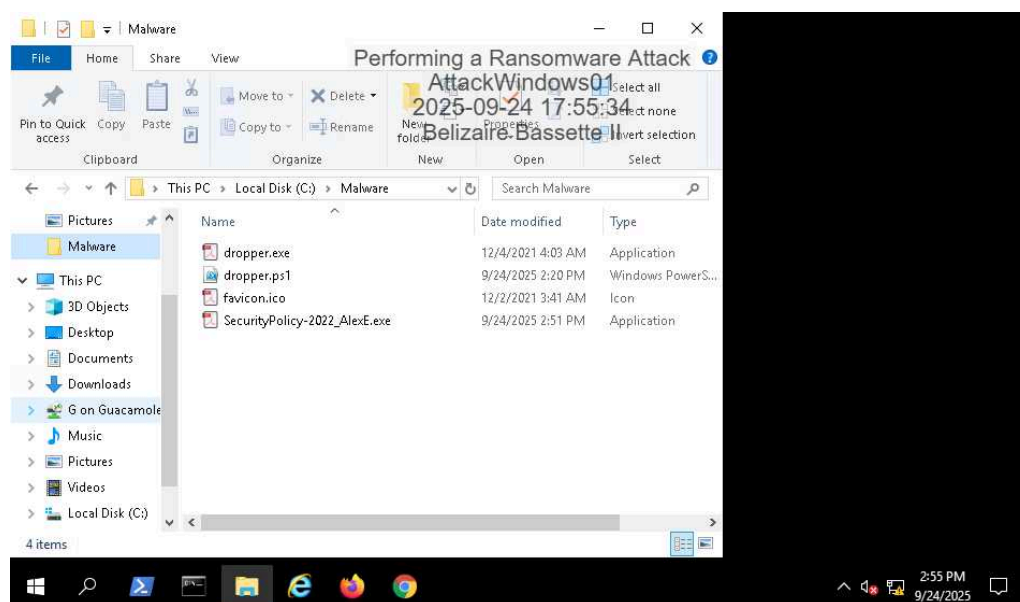 Malware
File Home Share View
Performing a Ransomware Attack
AttackWindows01
2025-09-24 17:55:34
Belizaire-Bassette II
Pin to Quick access
Copy
Paste
Clipboard
Move to
Copy to
Delete
Rename
Organize
New folder
New
Properties
Open
Select all
Select none
Invert selection
Select
This PC > Local Disk (C:) > Malware
Search Malware
Pictures
Malware
This PC
3D Objects
Desktop
Documents
Downloads
G on Guacamole
Music
Pictures
Videos
Local Disk (C:)
Name Date modified Type
dropper.exe 12/4/2021 4:03 AM Application
dropper.ps1 9/24/2025 2:20 PM Windows PowerS...
favicon.ico 12/2/2021 3:41 AM Icon
SecurityPolicy-2022_AlexE.exe 9/24/2025 2:51 PM Application
4 items
2:55 PM
9/24/2025